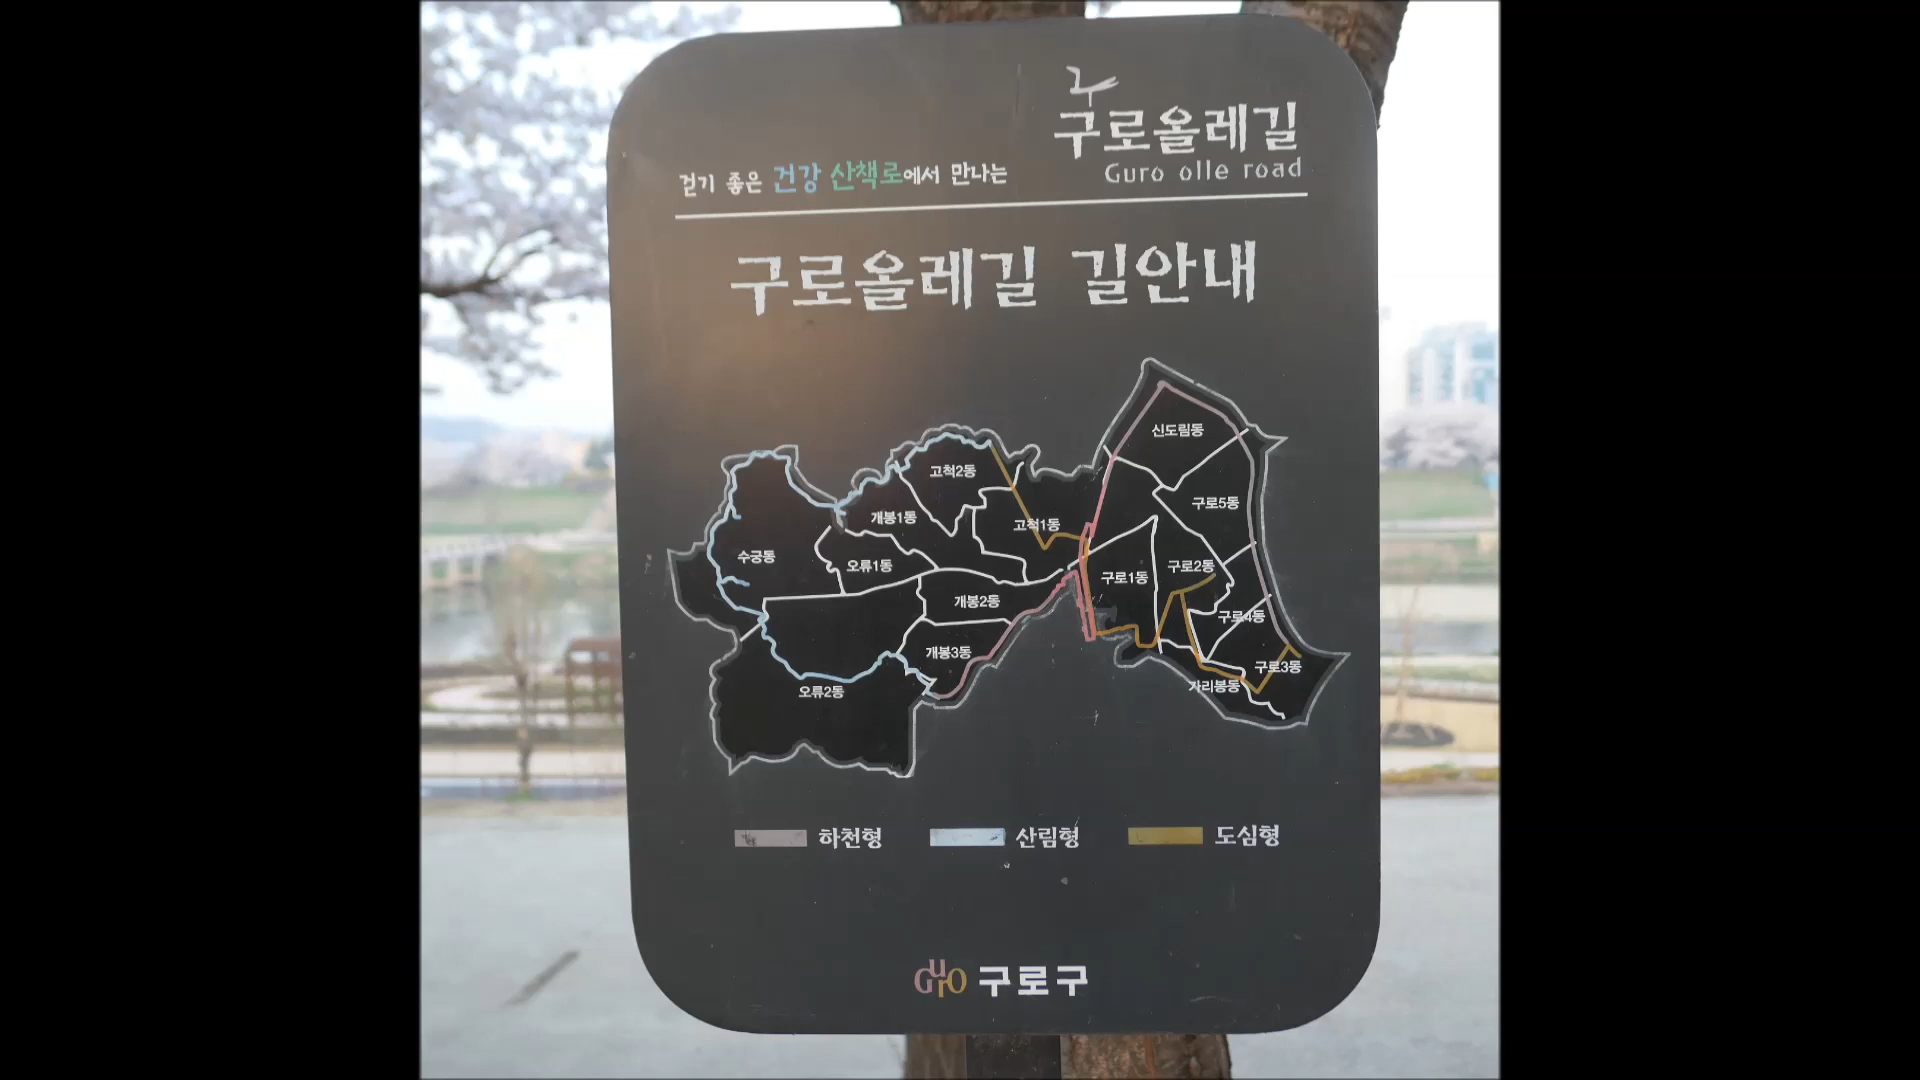 구로올레길
Guro olle road
걷기 좋은 건강 산책로에서 만나는
구로올레길 길안내
신도림동
고척2동
구로5동
개봉1동
고척1동
수궁동
오류1동
구로1동
구로2동
개봉2동
구로4동
개봉3동
구로3동
오류2동
가리봉동
하천형
산림형
도심형
Guro 구로구